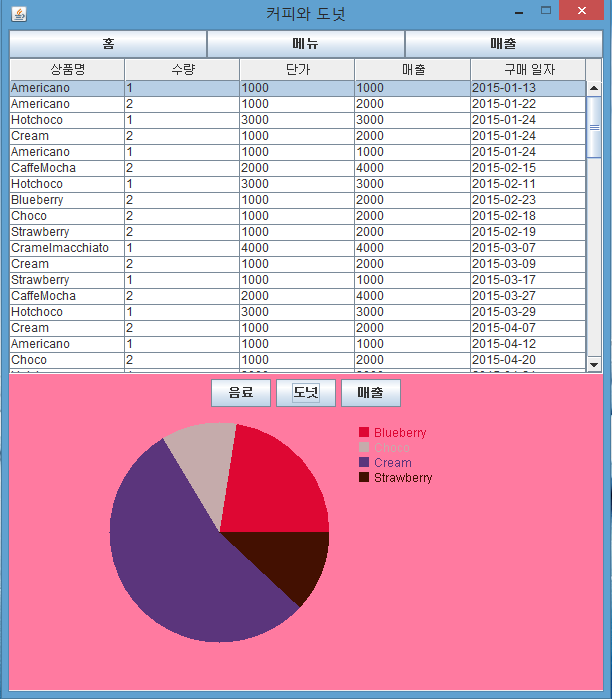 커피와 도넛
홈 메뉴 매출
상품명 수량 단가 매출 구매 일자
Americano 1 1000 1000 2015-01-13
Americano 2 1000 2000 2015-01-22
Hotchoco 1 3000 3000 2015-01-24
Cream 2 1000 2000 2015-01-24
Americano 1 1000 1000 2015-01-24
CaffeMocha 2 2000 4000 2015-02-15
Hotchoco 1 3000 3000 2015-02-11
Blueberry 2 1000 2000 2015-02-23
Choco 2 1000 2000 2015-02-18
Strawberry 2 1000 2000 2015-02-19
Cramelmacchiato 1 4000 4000 2015-03-07
Cream 2 1000 2000 2015-03-09
Strawberry 1 1000 1000 2015-03-17
CaffeMocha 2 2000 4000 2015-03-27
Hotchoco 1 3000 3000 2015-03-29
Cream 2 1000 2000 2015-04-07
Americano 1 1000 1000 2015-04-12
Choco 2 1000 2000 2015-04-20
음료 도넛 매출
Blueberry
Choco
Cream
Strawberry